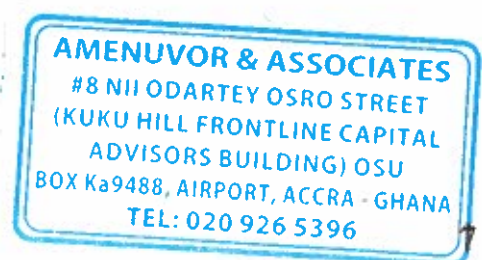 AMENUVOR & ASSOCIATES
#8 NII ODARTEY OSRO STREET
(KUKU HILL FRONTLINE CAPITAL
ADVISORS BUILDING) OSU
BOX Ka9488, AIRPORT, ACCRA - GHANA
TEL: 020 926 5396